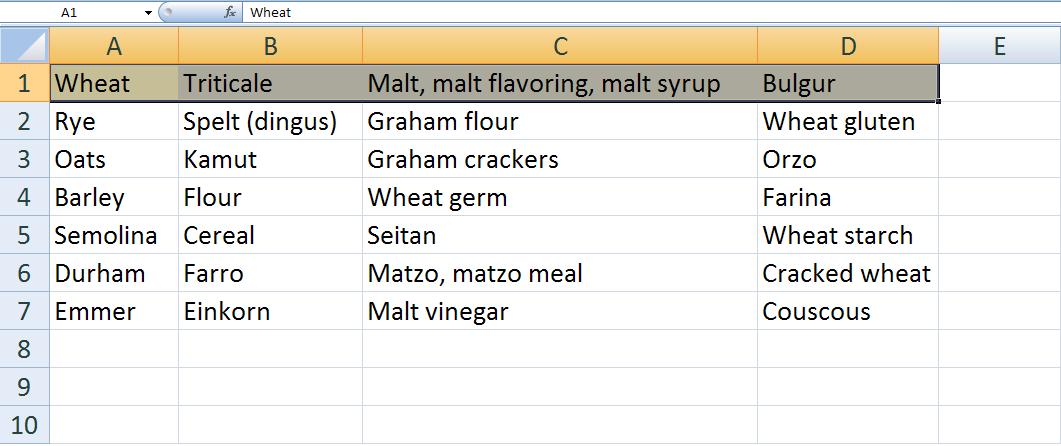 A1 fx Wheat
A B C D E
1 Wheat Triticale Malt, malt flavoring, malt syrup Bulgur
2 Rye Spelt (dingus) Graham flour Wheat gluten
3 Oats Kamut Graham crackers Orzo
4 Barley Flour Wheat germ Farina
5 Semolina Cereal Seitan Wheat starch
6 Durham Farro Matzo, matzo meal Cracked wheat
7 Emmer Einkorn Malt vinegar Couscous
8
9
10